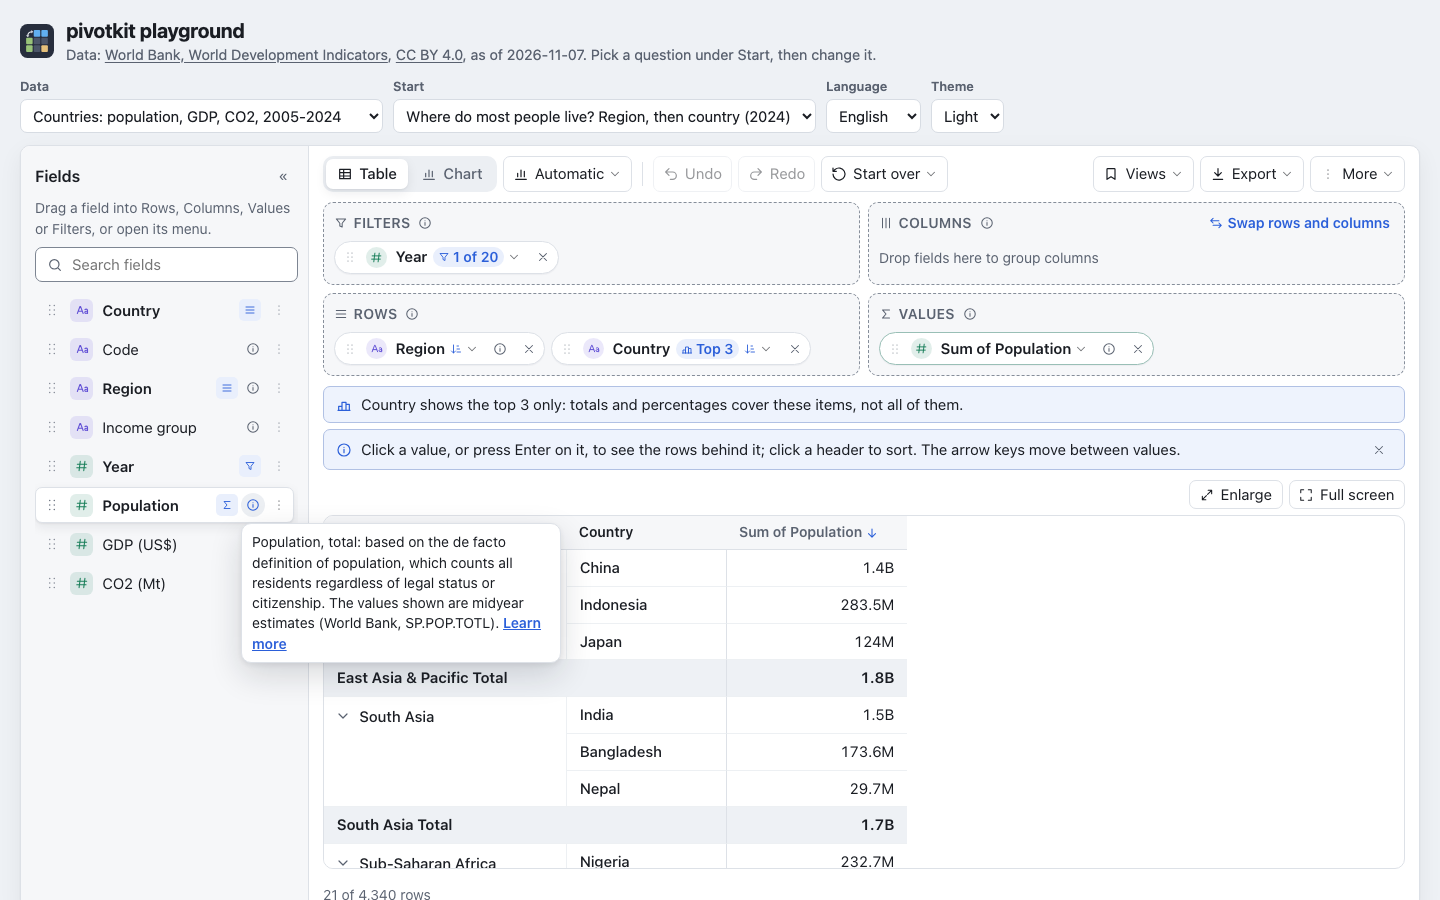 pivotkit playground
Data: World Bank, World Development Indicators, CC BY 4.0, as of 2026-11-07. Pick a question under Start, then change it.
Data
Start
Language
Theme
Countries: population, GDP, CO2, 2005-2024
Where do most people live? Region, then country (2024)
English
Light
Fields
«
Drag a field into Rows, Columns, Values
or Filters, or open its menu.
Search fields
Aa Country
Aa Code
Aa Region
Aa Income group
# Year
# Population Σ
# GDP (US$)
# CO2 (Mt)
Population, total: based on the de facto
definition of population, which counts all
residents regardless of legal status or
citizenship. The values shown are midyear
estimates (World Bank, SP.POP.TOTL). Learn
more
Table
Chart
Automatic
Undo
Redo
Start over
Views
Export
More
FILTERS
# Year 1 of 20
COLUMNS
Swap rows and columns
Drop fields here to group columns
ROWS
Aa Region
Aa Country Top 3
Σ VALUES
# Sum of Population
Country shows the top 3 only: totals and percentages cover these items, not all of them.
Click a value, or press Enter on it, to see the rows behind it; click a header to sort. The arrow keys move between values.
Enlarge
Full screen
Country Sum of Population ↓
China 1.4B
Indonesia 283.5M
Japan 124M
East Asia & Pacific Total 1.8B
South Asia India 1.5B
Bangladesh 173.6M
Nepal 29.7M
South Asia Total 1.7B
Sub-Saharan Africa Nigeria 232.7M
21 of 4,340 rows